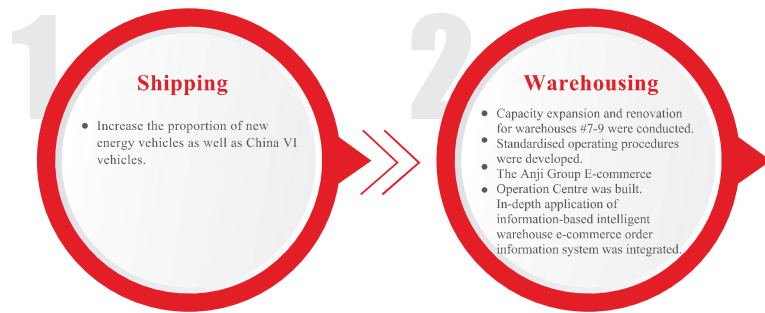 1
Shipping
● Increase the proportion of new
energy vehicles as well as China VI
vehicles.
2
Warehousing
● Capacity expansion and renovation
for warehouses #7-9 were conducted.
● Standardised operating procedures
were developed.
● The Anji Group E-commerce
● Operation Centre was built.
In-depth application of
information-based intelligent
warehouse e-commerce order
information system was integrated.